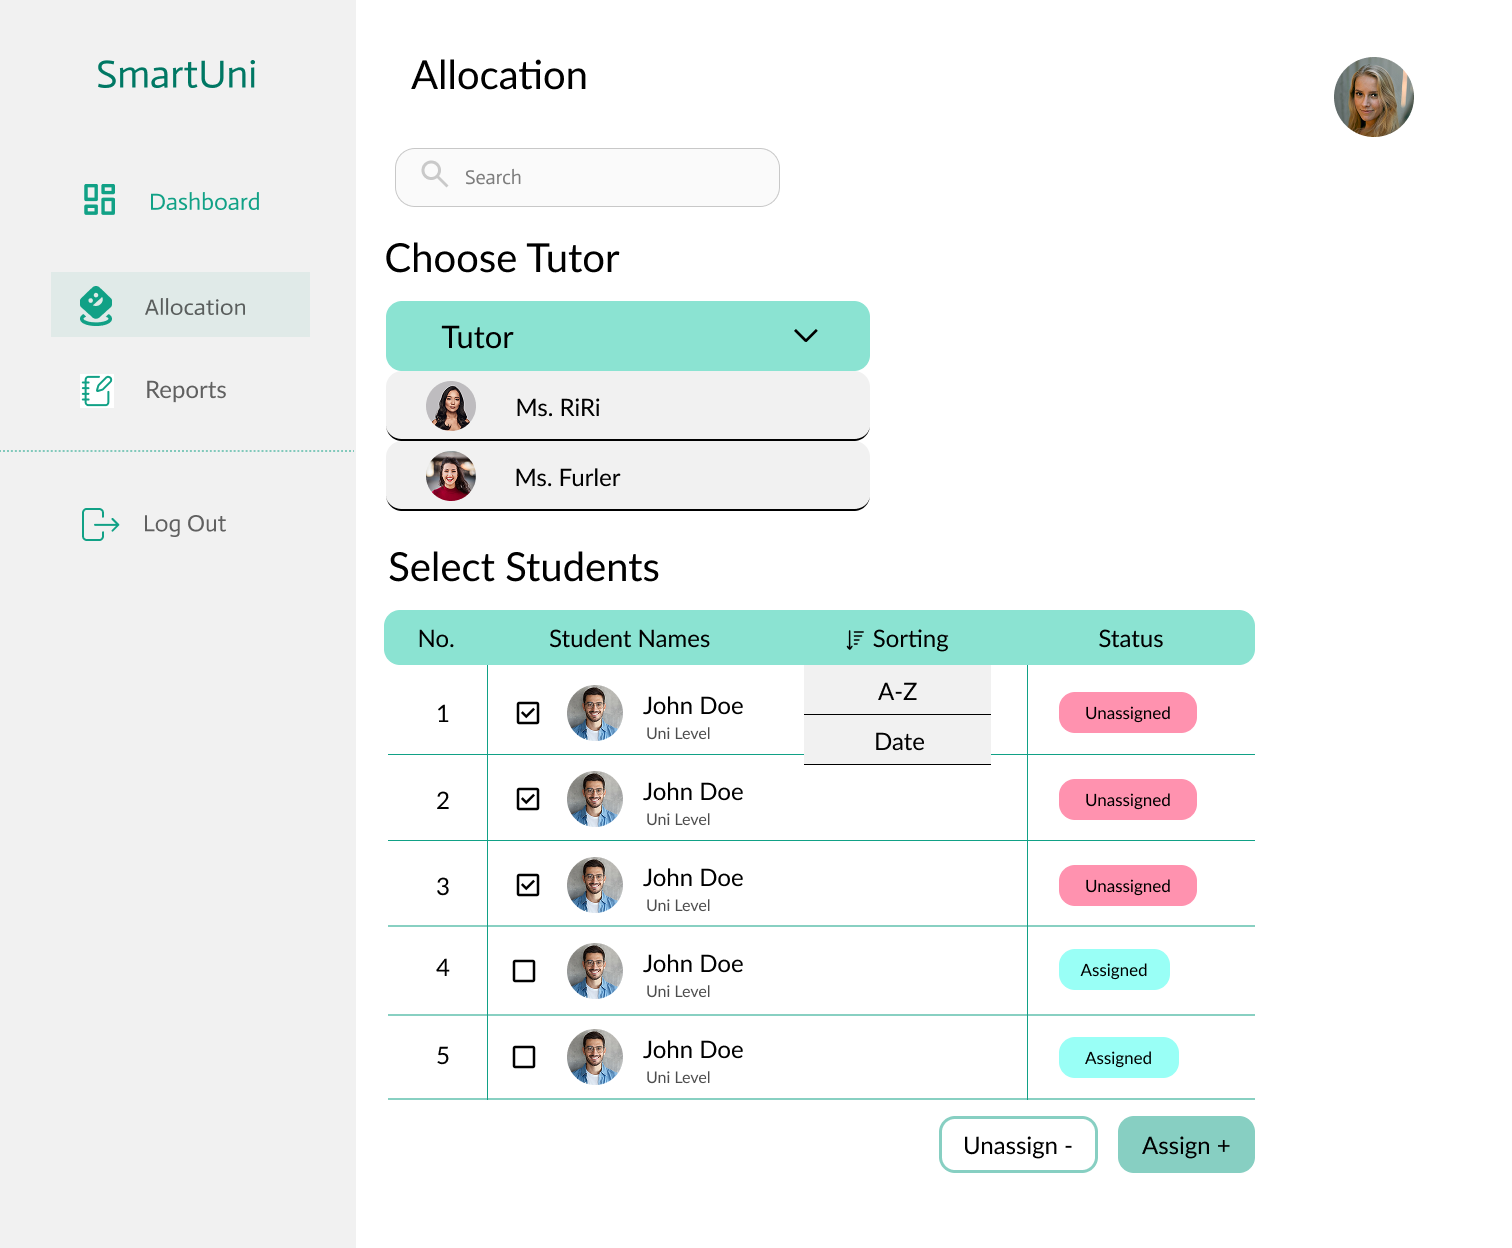 SmartUni
Dashboard
Allocation
Reports
Log Out
Allocation
Search
Choose Tutor
Tutor
Ms. RiRi
Ms. Furler
Select Students
No. Student Names Sorting Status
A-Z
Date
1 John Doe Unassigned
Uni Level
2 John Doe Unassigned
Uni Level
3 John Doe Unassigned
Uni Level
4 John Doe Assigned
Uni Level
5 John Doe Assigned
Uni Level
Unassign - Assign +